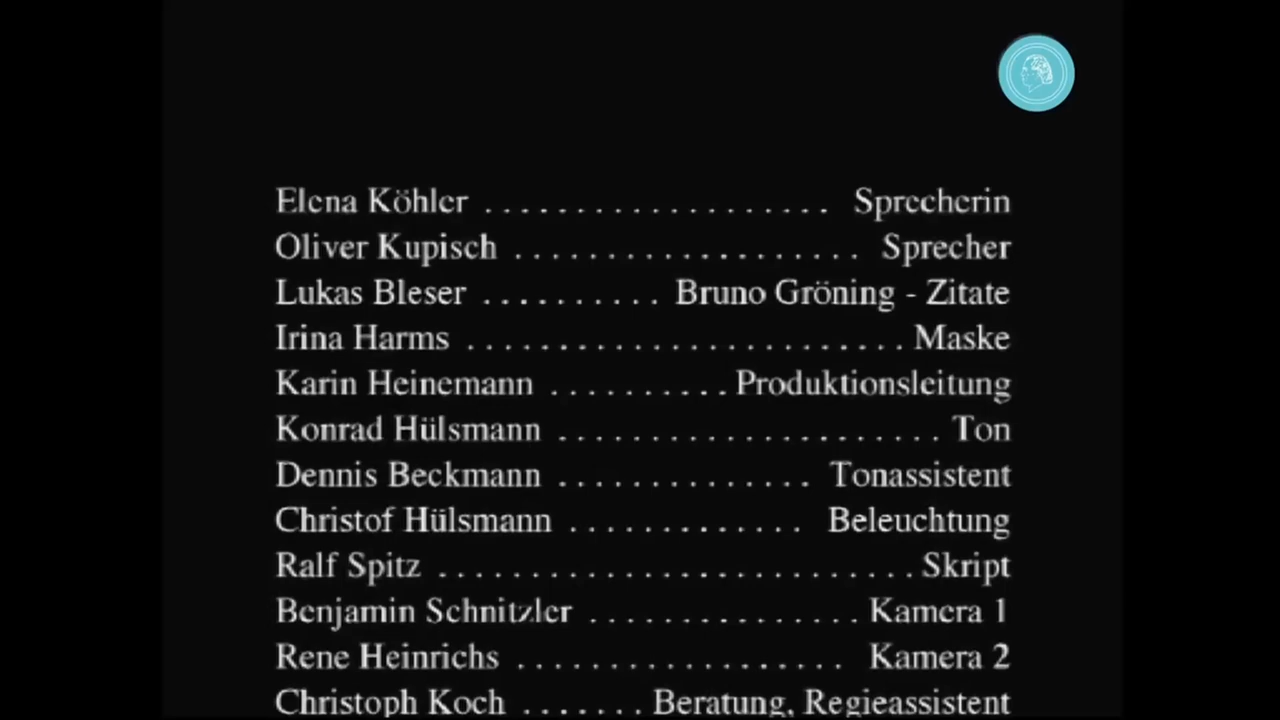 Elena Köhler . . . . . . . . . . . . . . . . . . . Sprecherin
Oliver Kupisch . . . . . . . . . . . . . . . . . . . Sprecher
Lukas Bleser . . . . . . . . . . Bruno Gröning - Zitate
Irina Harms . . . . . . . . . . . . . . . . . . . . . . . . Maske
Karin Heinemann . . . . . . . . . . Produktionsleitung
Konrad Hülsmann . . . . . . . . . . . . . . . . . . . . . Ton
Dennis Beckmann . . . . . . . . . . . . . . Tonassistent
Christof Hülsmann . . . . . . . . . . . . . Beleuchtung
Ralf Spitz . . . . . . . . . . . . . . . . . . . . . . . . . . Skript
Benjamin Schnitzler . . . . . . . . . . . . . . . Kamera 1
Rene Heinrichs . . . . . . . . . . . . . . . . . . Kamera 2
Christoph Koch . . . . . . . Beratung, Regieassistent